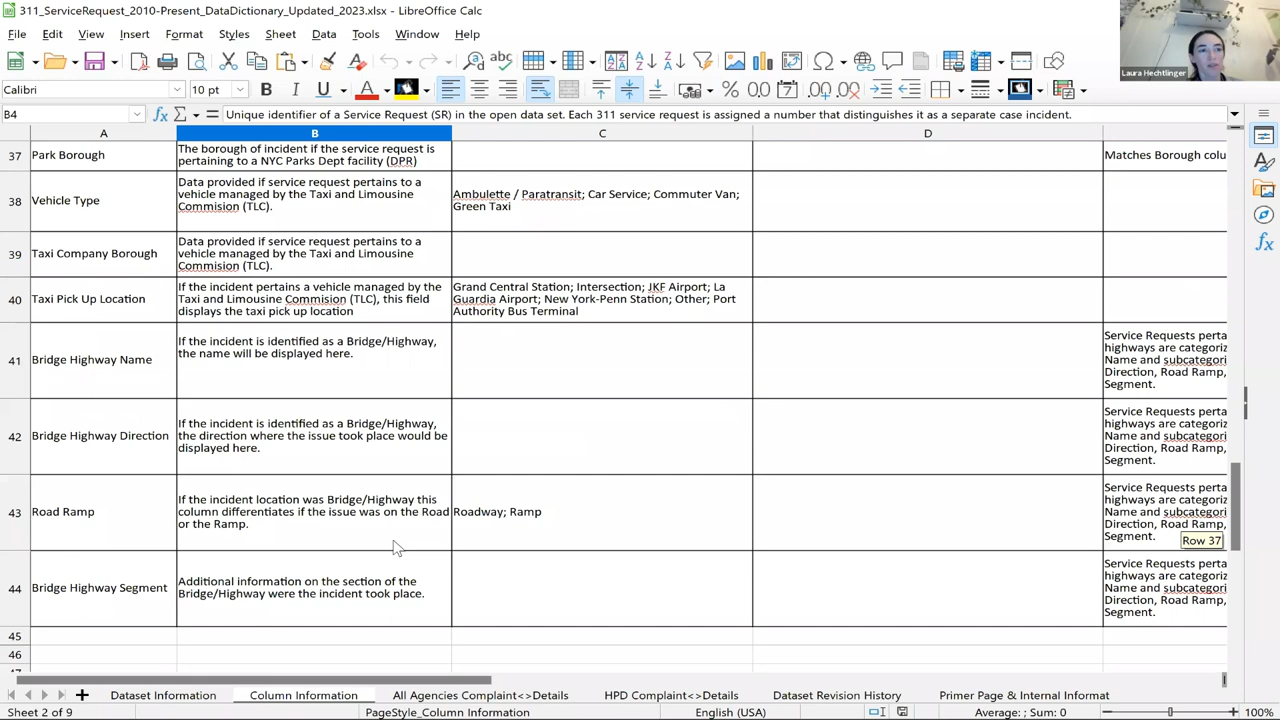 311_ServiceRequest_2010-Present_DataDictionary_Updated_2023.xlsx - LibreOffice Calc
File Edit View Insert Format Styles Sheet Data Tools Window Help
Laura Hechtlinger
Calibri 10 pt
B4 Unique identifier of a Service Request (SR) in the open data set. Each 311 service request is assigned a number that distinguishes it as a separate case incident.
A B C D
37 Park Borough
The borough of incident if the service request is
pertaining to a NYC Parks Dept facility (DPR)
Matches Borough colu
38 Vehicle Type
Data provided if service request pertains to a
vehicle managed by the Taxi and Limousine
Commision (TLC).
Ambulette / Paratransit; Car Service; Commuter Van;
Green Taxi
39 Taxi Company Borough
Data provided if service request pertains to a
vehicle managed by the Taxi and Limousine
Commision (TLC).
40 Taxi Pick Up Location
If the incident pertains a vehicle managed by the
Taxi and Limousine Commision (TLC), this field
displays the taxi pick up location
Grand Central Station; Intersection; JKF Airport; La
Guardia Airport; New York-Penn Station; Other; Port
Authority Bus Terminal
41 Bridge Highway Name
If the incident is identified as a Bridge/Highway,
the name will be displayed here.
Service Requests perta
highways are categoriz
Name and subcategori
Direction, Road Ramp,
Segment.
42 Bridge Highway Direction
If the incident is identified as a Bridge/Highway,
the direction where the issue took place would be
displayed here.
Service Requests perta
highways are categoriz
Name and subcategori
Direction, Road Ramp,
Segment.
43 Road Ramp
If the incident location was Bridge/Highway this
column differentiates if the issue was on the Road
or the Ramp.
Roadway; Ramp
Service Requests perta
highways are categoriz
Name and subcategori
Direction, Road Ramp,
Segment.
Row 37
44 Bridge Highway Segment
Additional information on the section of the
Bridge/Highway were the incident took place.
Service Requests perta
highways are categoriz
Name and subcategori
Direction, Road Ramp,
Segment.
45
46
Dataset Information Column Information All Agencies Complaint<>Details HPD Complaint<>Details Dataset Revision History Primer Page & Internal Informat
Sheet 2 of 9 PageStyle_Column Information English (USA) Average: ; Sum: 0 100%